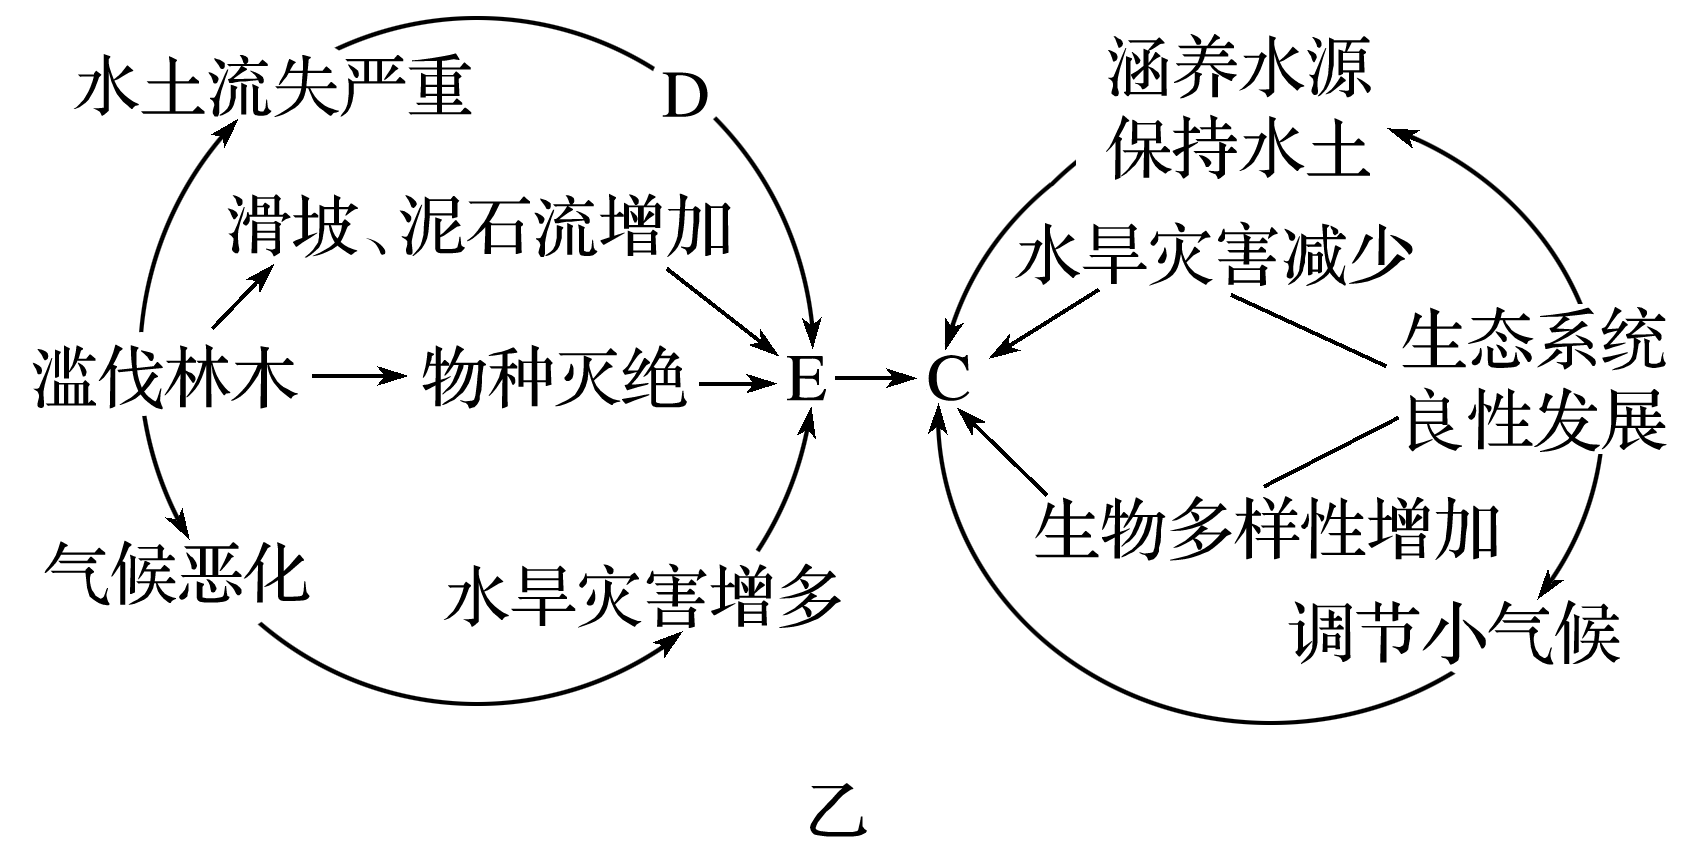 水土流失严重
D
滑坡、泥石流增加
滥伐林木
物种灭绝
E
气候恶化
水旱灾害增多
涵养水源
保持水土
水旱灾害减少
C
生态系统
良性发展
生物多样性增加
调节小气候
乙